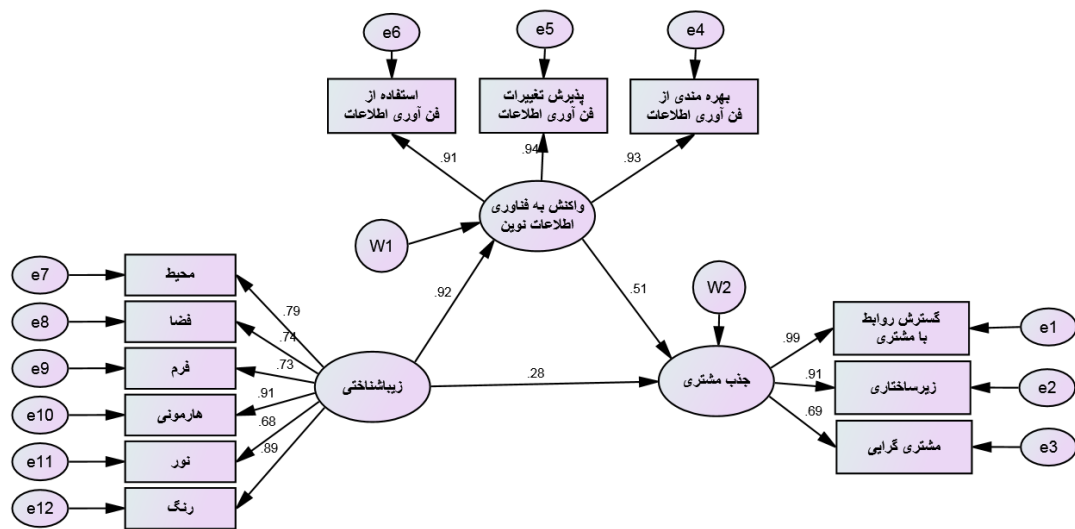 e6
e5
e4
استفاده از
فن آوری اطلاعات
پذیرش تغییرات
فن آوری اطلاعات
بهره مندی از
فن آوری اطلاعات
.91
.94
.93
واکنش به فناوری
اطلاعات نوین
W1
W2
e7
محیط
e8
فضا
e9
فرم
e10
هارمونی
e11
نور
e12
رنگ
.79
.74
.73
.91
.68
.89
زیباشناختی
.92
.51
.28
جذب مشتری
.99
.91
.69
گسترش روابط
با مشتری
e1
زیرساختاری
e2
مشتری گرایی
e3